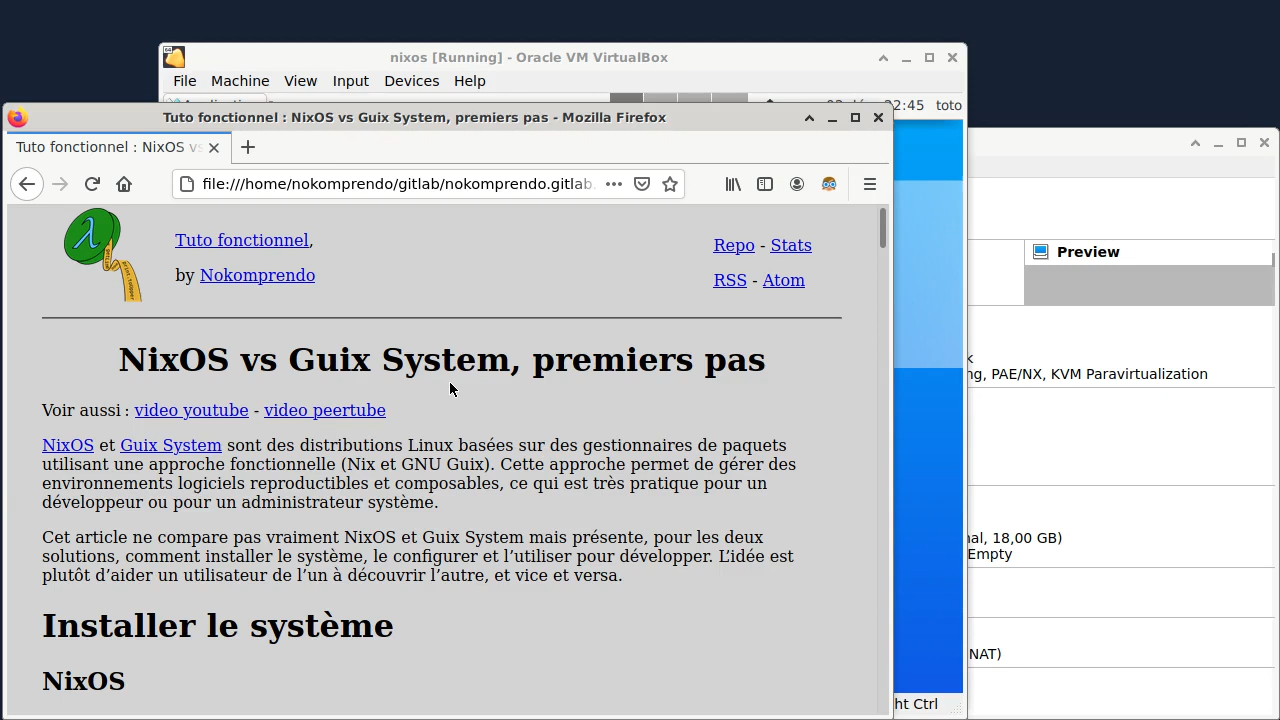 nixos [Running] - Oracle VM VirtualBox
File Machine View Input Devices Help
22:45 toto
Tuto fonctionnel : NixOS vs Guix System, premiers pas - Mozilla Firefox
Tuto fonctionnel : NixOS vs
file:///home/nokomprendo/gitlab/nokomprendo.gitlab.
Preview
Tuto fonctionnel,
Repo - Stats
by Nokomprendo
RSS - Atom
NixOS vs Guix System, premiers pas
ng, PAE/NX, KVM Paravirtualization
Voir aussi : video youtube - video peertube
NixOS et Guix System sont des distributions Linux basées sur des gestionnaires de paquets
utilisant une approche fonctionnelle (Nix et GNU Guix). Cette approche permet de gérer des
environnements logiciels reproductibles et composables, ce qui est très pratique pour un
développeur ou pour un administrateur système.
Cet article ne compare pas vraiment NixOS et Guix System mais présente, pour les deux
solutions, comment installer le système, le configurer et l’utiliser pour développer. L’idée est
plutôt d’aider un utilisateur de l’un à découvrir l’autre, et vice et versa.
nal, 18,00 GB)
Empty
Installer le système
NAT)
NixOS
ht Ctrl